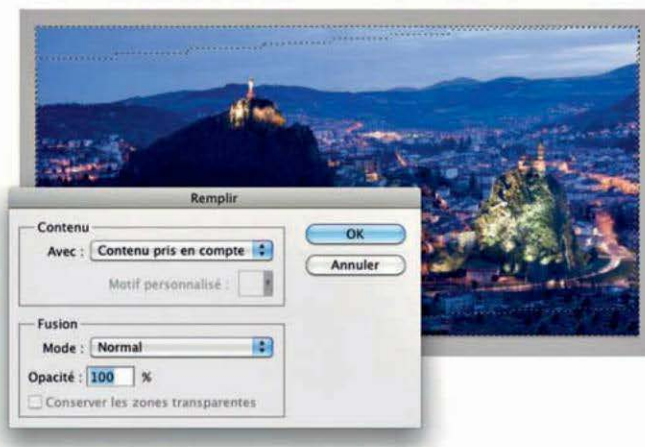 Remplir
Contenu
Avec : Contenu pris en compte
Motif personnalisé :
OK
Annuler
Fusion
Mode : Normal
Opacité : 100 %
Conserver les zones transparentes